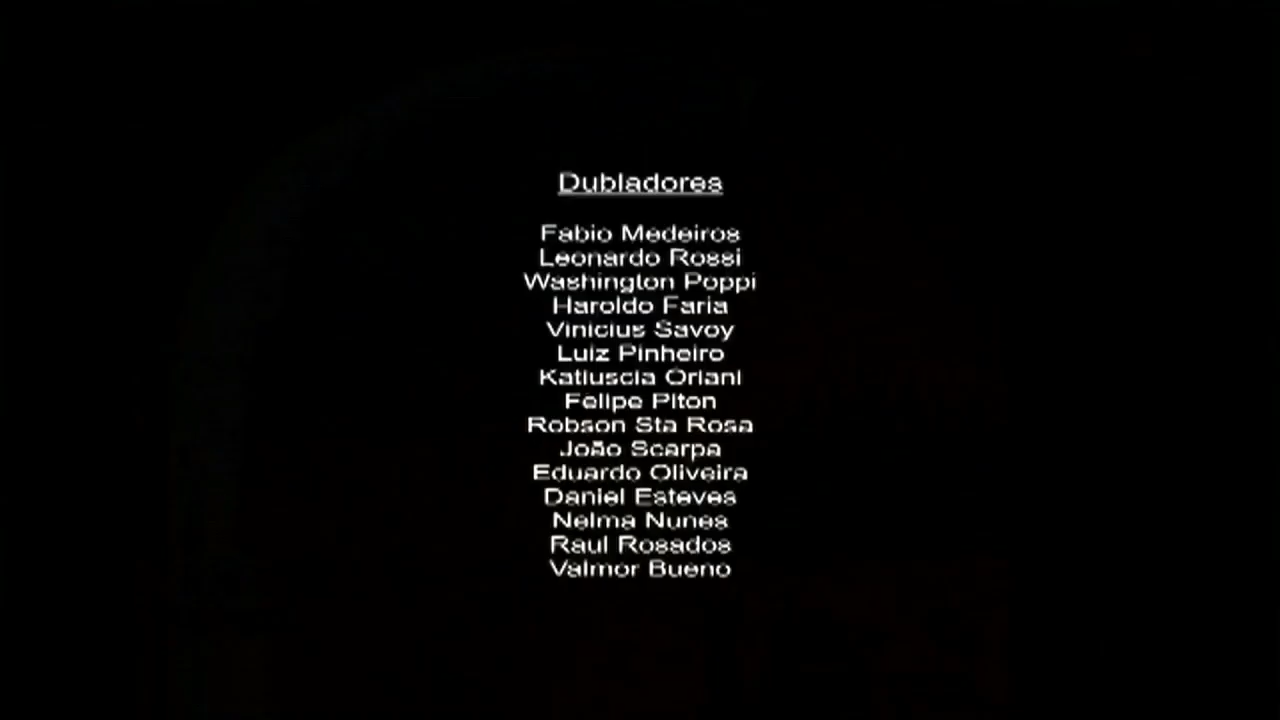 Dubladores
Fabio Medeiros
Leonardo Rossi
Washington Poppi
Haroldo Faria
Vinicius Savoy
Luiz Pinheiro
Katiuscia Oriani
Felipe Piton
Robson Sta Rosa
João Scarpa
Eduardo Oliveira
Daniel Esteves
Nelma Nunes
Raul Rosados
Valmor Bueno